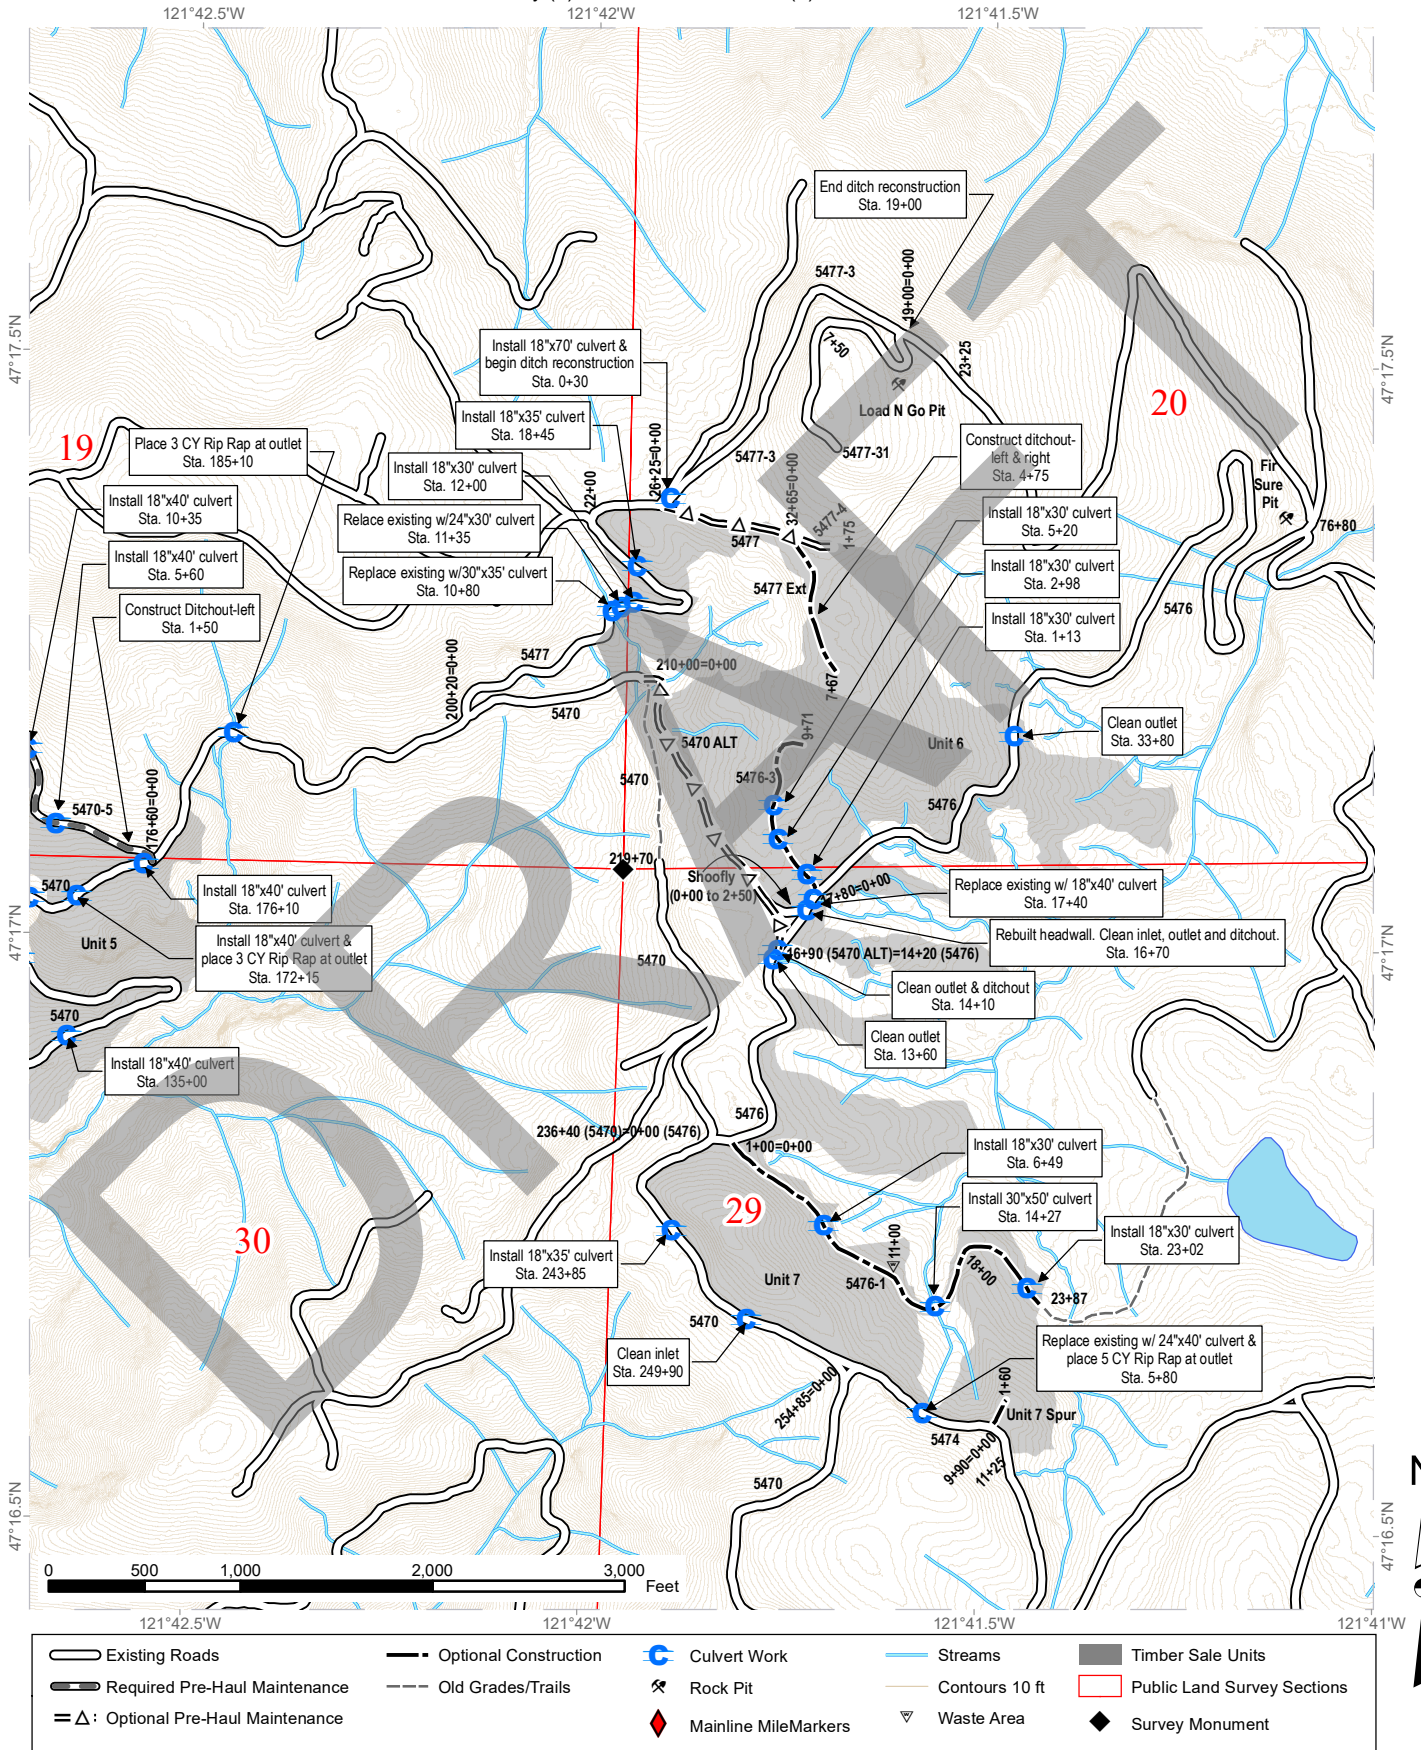 121°42.5'W
121°42'W
121°41.5'W
47°17.5'N
47°17.5'N
47°17'N
47°17'N
47°16.5'N
47°16.5'N
End ditch reconstruction
Sta. 19+00
5477-3
19+00=0+00
7+50
23+25
Load N Go Pit
20
Install 18"x70' culvert &
begin ditch reconstruction
Sta. 0+30
Install 18"x35' culvert
Sta. 18+45
19
Place 3 CY Rip Rap at outlet
Sta. 185+10
Install 18"x30' culvert
Sta. 12+00
26+25=0+00
22+00
5477-3
32+65=0+00
5477-31
Construct ditchout-
left & right
Sta. 4+75
Fir
Sure
Pit
76+80
Install 18"x40' culvert
Sta. 10+35
Relace existing w/24"x30' culvert
Sta. 11+35
5477
5477-4
1+75
Install 18"x30' culvert
Sta. 5+20
Install 18"x40' culvert
Sta. 5+60
Replace existing w/30"x35' culvert
Sta. 10+80
5477 Ext
Install 18"x30' culvert
Sta. 2+98
Construct Ditchout-left
Sta. 1+50
Install 18"x30' culvert
Sta. 1+13
5476
5477
200+20=0+00
210+00=0+00
7+67
5470
9+71
5470 ALT
Unit 6
Clean outlet
Sta. 33+80
5470
5476-3
5476
5470-5
176+60=0+00
219+70
Shoofly
(0+00 to 2+50)
7+80=0+00
5470
Install 18"x40' culvert
Sta. 176+10
Replace existing w/ 18"x40' culvert
Sta. 17+40
Unit 5
Install 18"x40' culvert &
place 3 CY Rip Rap at outlet
Sta. 172+15
5470
Rebuilt headwall. Clean inlet, outlet and ditchout.
Sta. 16+70
16+90 (5470 ALT)=14+20 (5476)
Clean outlet & ditchout
Sta. 14+10
5470
Clean outlet
Sta. 13+60
Install 18"x40' culvert
Sta. 135+00
5476
236+40 (5470)=0+00 (5476)
1+00=0+00
Install 18"x30' culvert
Sta. 6+49
29
30
Install 30"x50' culvert
Sta. 14+27
Install 18"x30' culvert
Sta. 23+02
Install 18"x35' culvert
Sta. 243+85
11+00
18+00
Unit 7
5476-1
23+87
5470
Clean inlet
Sta. 249+90
Replace existing w/ 24"x40' culvert &
place 5 CY Rip Rap at outlet
Sta. 5+80
254+85=0+00
1+60
Unit 7 Spur
5474
9+90=0+00
11+25
5470
DRAFT
N
0 500 1,000 2,000 3,000
Feet
121°42.5'W
121°42'W
121°41.5'W
121°41'W
Existing Roads
Optional Construction
Culvert Work
Streams
Timber Sale Units
Required Pre-Haul Maintenance
Old Grades/Trails
Rock Pit
Contours 10 ft
Public Land Survey Sections
Optional Pre-Haul Maintenance
Mainline MileMarkers
Waste Area
Survey Monument